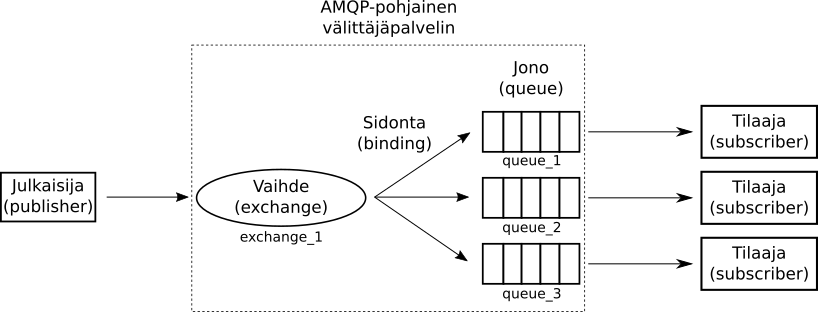 AMQP-pohjainen
välittäjäpalvelin
Julkaisija
(publisher)
Vaihde
(exchange)
exchange_1
Sidonta
(binding)
Jono
(queue)
queue_1
queue_2
queue_3
Tilaaja
(subscriber)
Tilaaja
(subscriber)
Tilaaja
(subscriber)